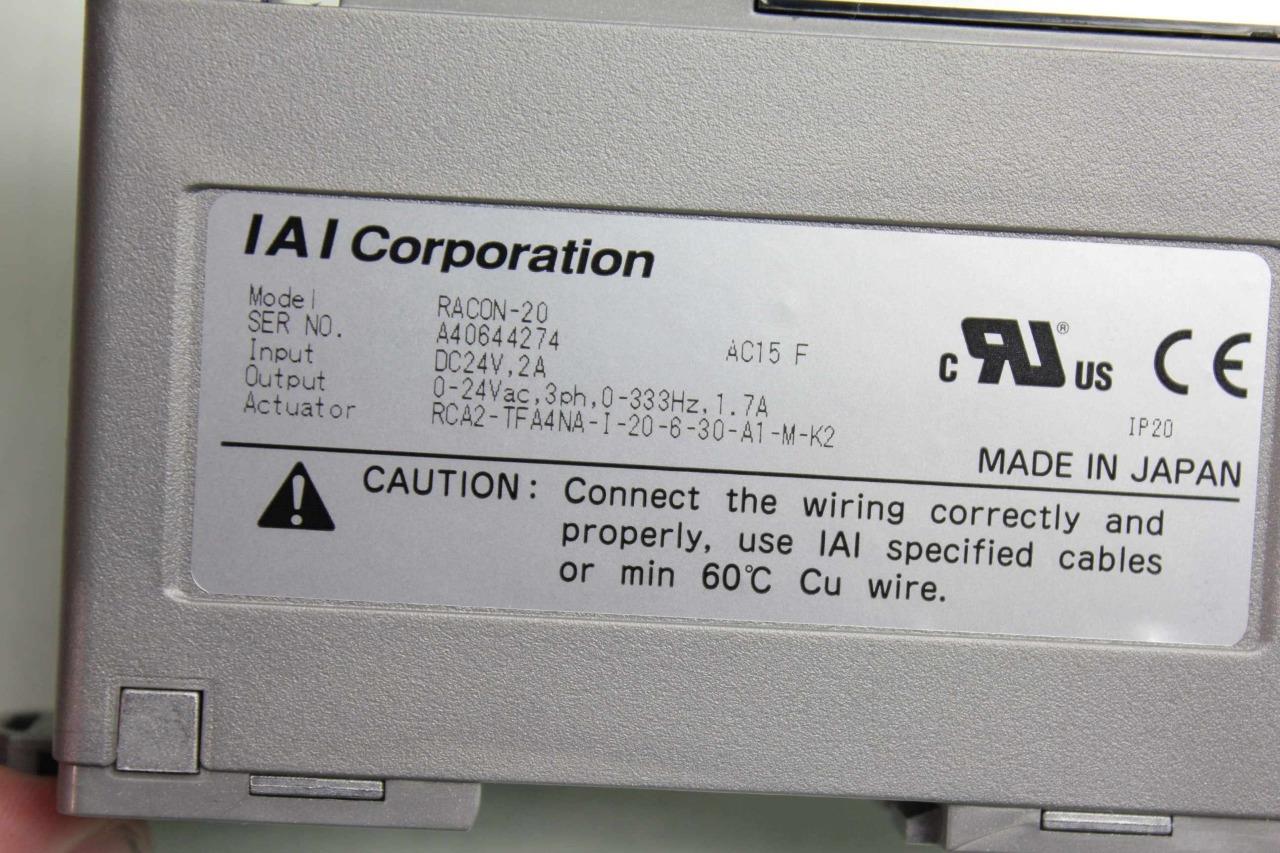 IAI Corporation
Model RACON-20
SER NO. A40644274 AC15 F
Input DC24V,2A
Output 0-24Vac,3ph,0-333Hz,1.7A
Actuator RCA2-TFA4NA-I-20-6-30-A1-M-K2
c RU® US CE
IP20
MADE IN JAPAN
CAUTION: Connect the wiring correctly and
properly, use IAI specified cables
or min 60℃ Cu wire.